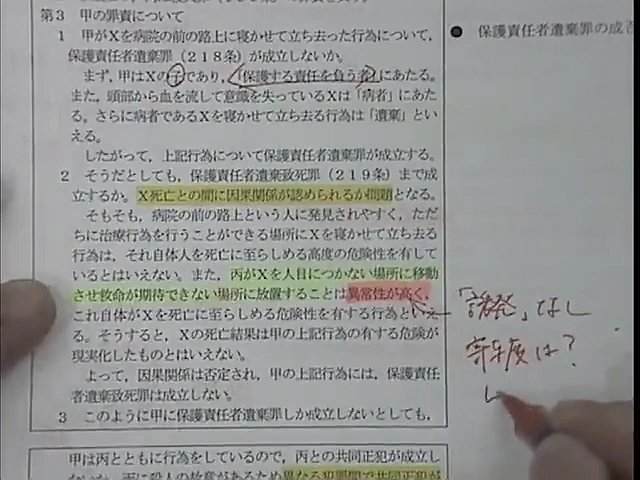 第3 甲の罪責について
1 甲がXを病院の前の路上に寝かせて立ち去った行為について,
保護責任者遺棄罪(218条)が成立しないか。
まず,甲はXの子であり,「保護する責任を負う者」にあたる。
また,頭部から血を流して意識を失っているXは「病者」にあた
る。さらに病者であるXを寝かせて立ち去る行為は「遺棄」とい
える。
したがって,上記行為について保護責任者遺棄罪が成立する。
2 そうだとしても,保護責任者遺棄致死罪(219条)まで成
立するか。X死亡との間に因果関係が認められるか問題となる。
そもそも,病院の前の路上という人に発見されやすく,ただ
ちに治療行為を行うことができる場所にXを寝かせて立ち去る
行為は,それ自体人を死に至らしめる高度の危険性を有して
いるとはいえない。また,丙がXを人目につかない場所に移動
させ救命が期待できない場所に放置することは異常性が高く,
これ自体がXを死に至らしめる危険性を有する行為といえ
る。そうすると,Xの死亡結果は甲の上記行為の有する危険が
現実化したものとはいえない。
よって,因果関係は否定され,甲の上記行為には,保護責任
者遺棄致死罪は成立しない。
3 このように甲に保護責任者遺棄罪しか成立しないとしても,
甲は丙とともに行為をしているので,丙との共同正犯が成立し
異なる犯罪間で共同正犯が
● 保護責任者遺棄罪の成否
「誘発」なし
寄与度は?